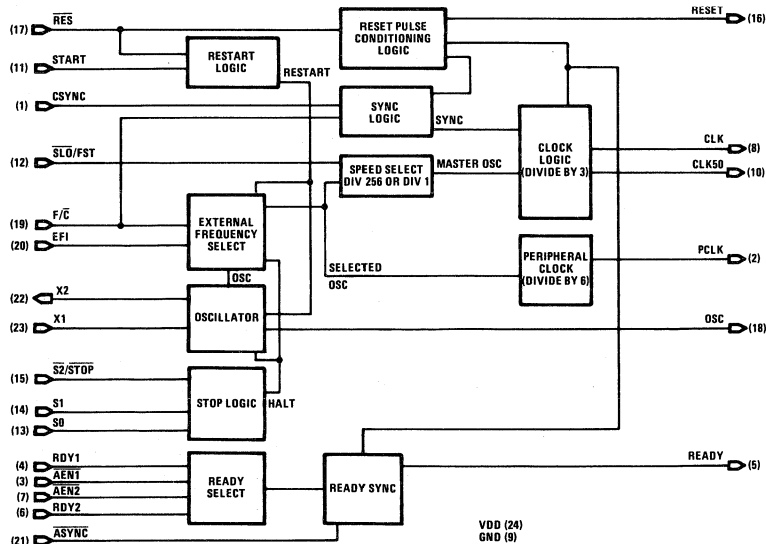 (17) RES
(11) START
(1) CSYNC
(12) SLO/FST
(19) F/C
(20) EFI
(22) X2
(23) X1
(15) S2/STOP
(14) S1
(13) S0
(4) RDY1
(3) AEN1
(7) AEN2
(6) RDY2
(21) ASYNC
RESTART
LOGIC
RESTART
RESET PULSE
CONDITIONING
LOGIC
SYNC
LOGIC
SYNC
SPEED SELECT
DIV 256 OR DIV 1
MASTER OSC
CLOCK
LOGIC
(DIVIDE BY 3)
EXTERNAL
FREQUENCY
SELECT
OSC
SELECTED
OSC
PERIPHERAL
CLOCK
(DIVIDE BY 6)
OSCILLATOR
STOP LOGIC
HALT
READY
SELECT
READY SYNC
RESET (16)
CLK (8)
CLK50 (10)
PCLK (2)
OSC (18)
READY (5)
VDD (24)
GND (9)